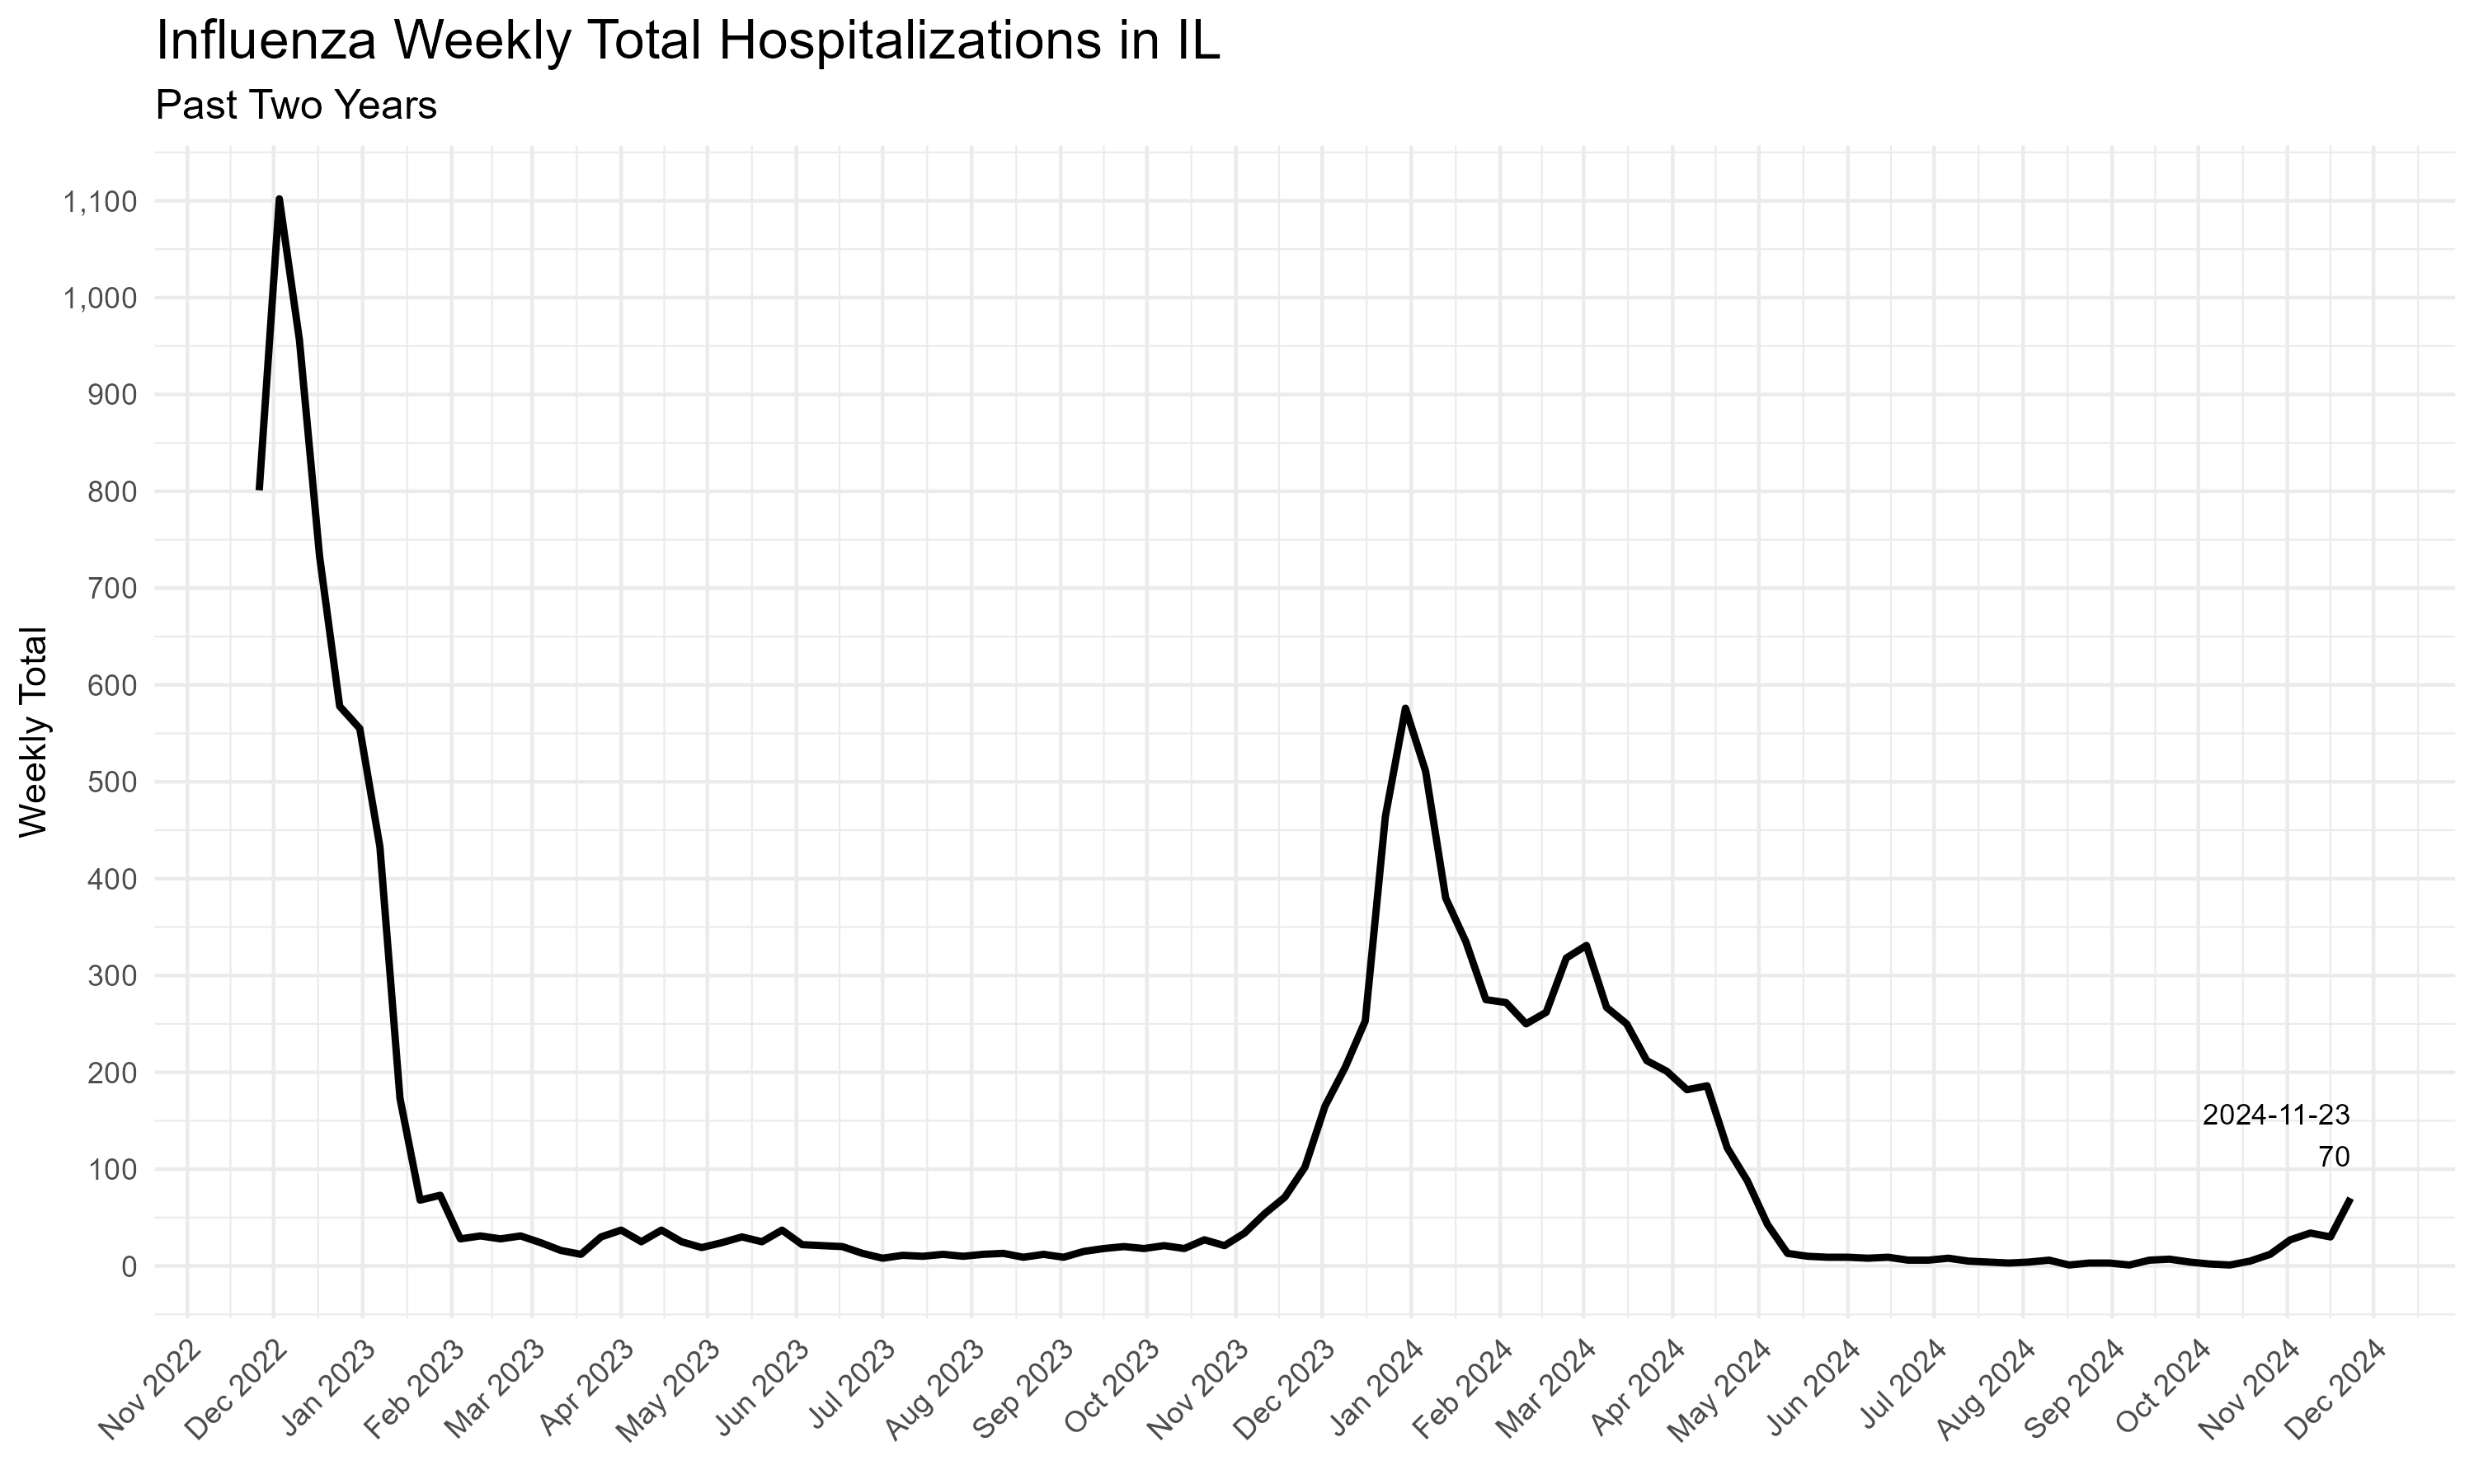 Influenza Weekly Total Hospitalizations in IL
Past Two Years
Weekly Total
1,100
1,000
900
800
700
600
500
400
300
200
100
0
2024-11-23
70
Nov 2022
Dec 2022
Jan 2023
Feb 2023
Mar 2023
Apr 2023
May 2023
Jun 2023
Jul 2023
Aug 2023
Sep 2023
Oct 2023
Nov 2023
Dec 2023
Jan 2024
Feb 2024
Mar 2024
Apr 2024
May 2024
Jun 2024
Jul 2024
Aug 2024
Sep 2024
Oct 2024
Nov 2024
Dec 2024